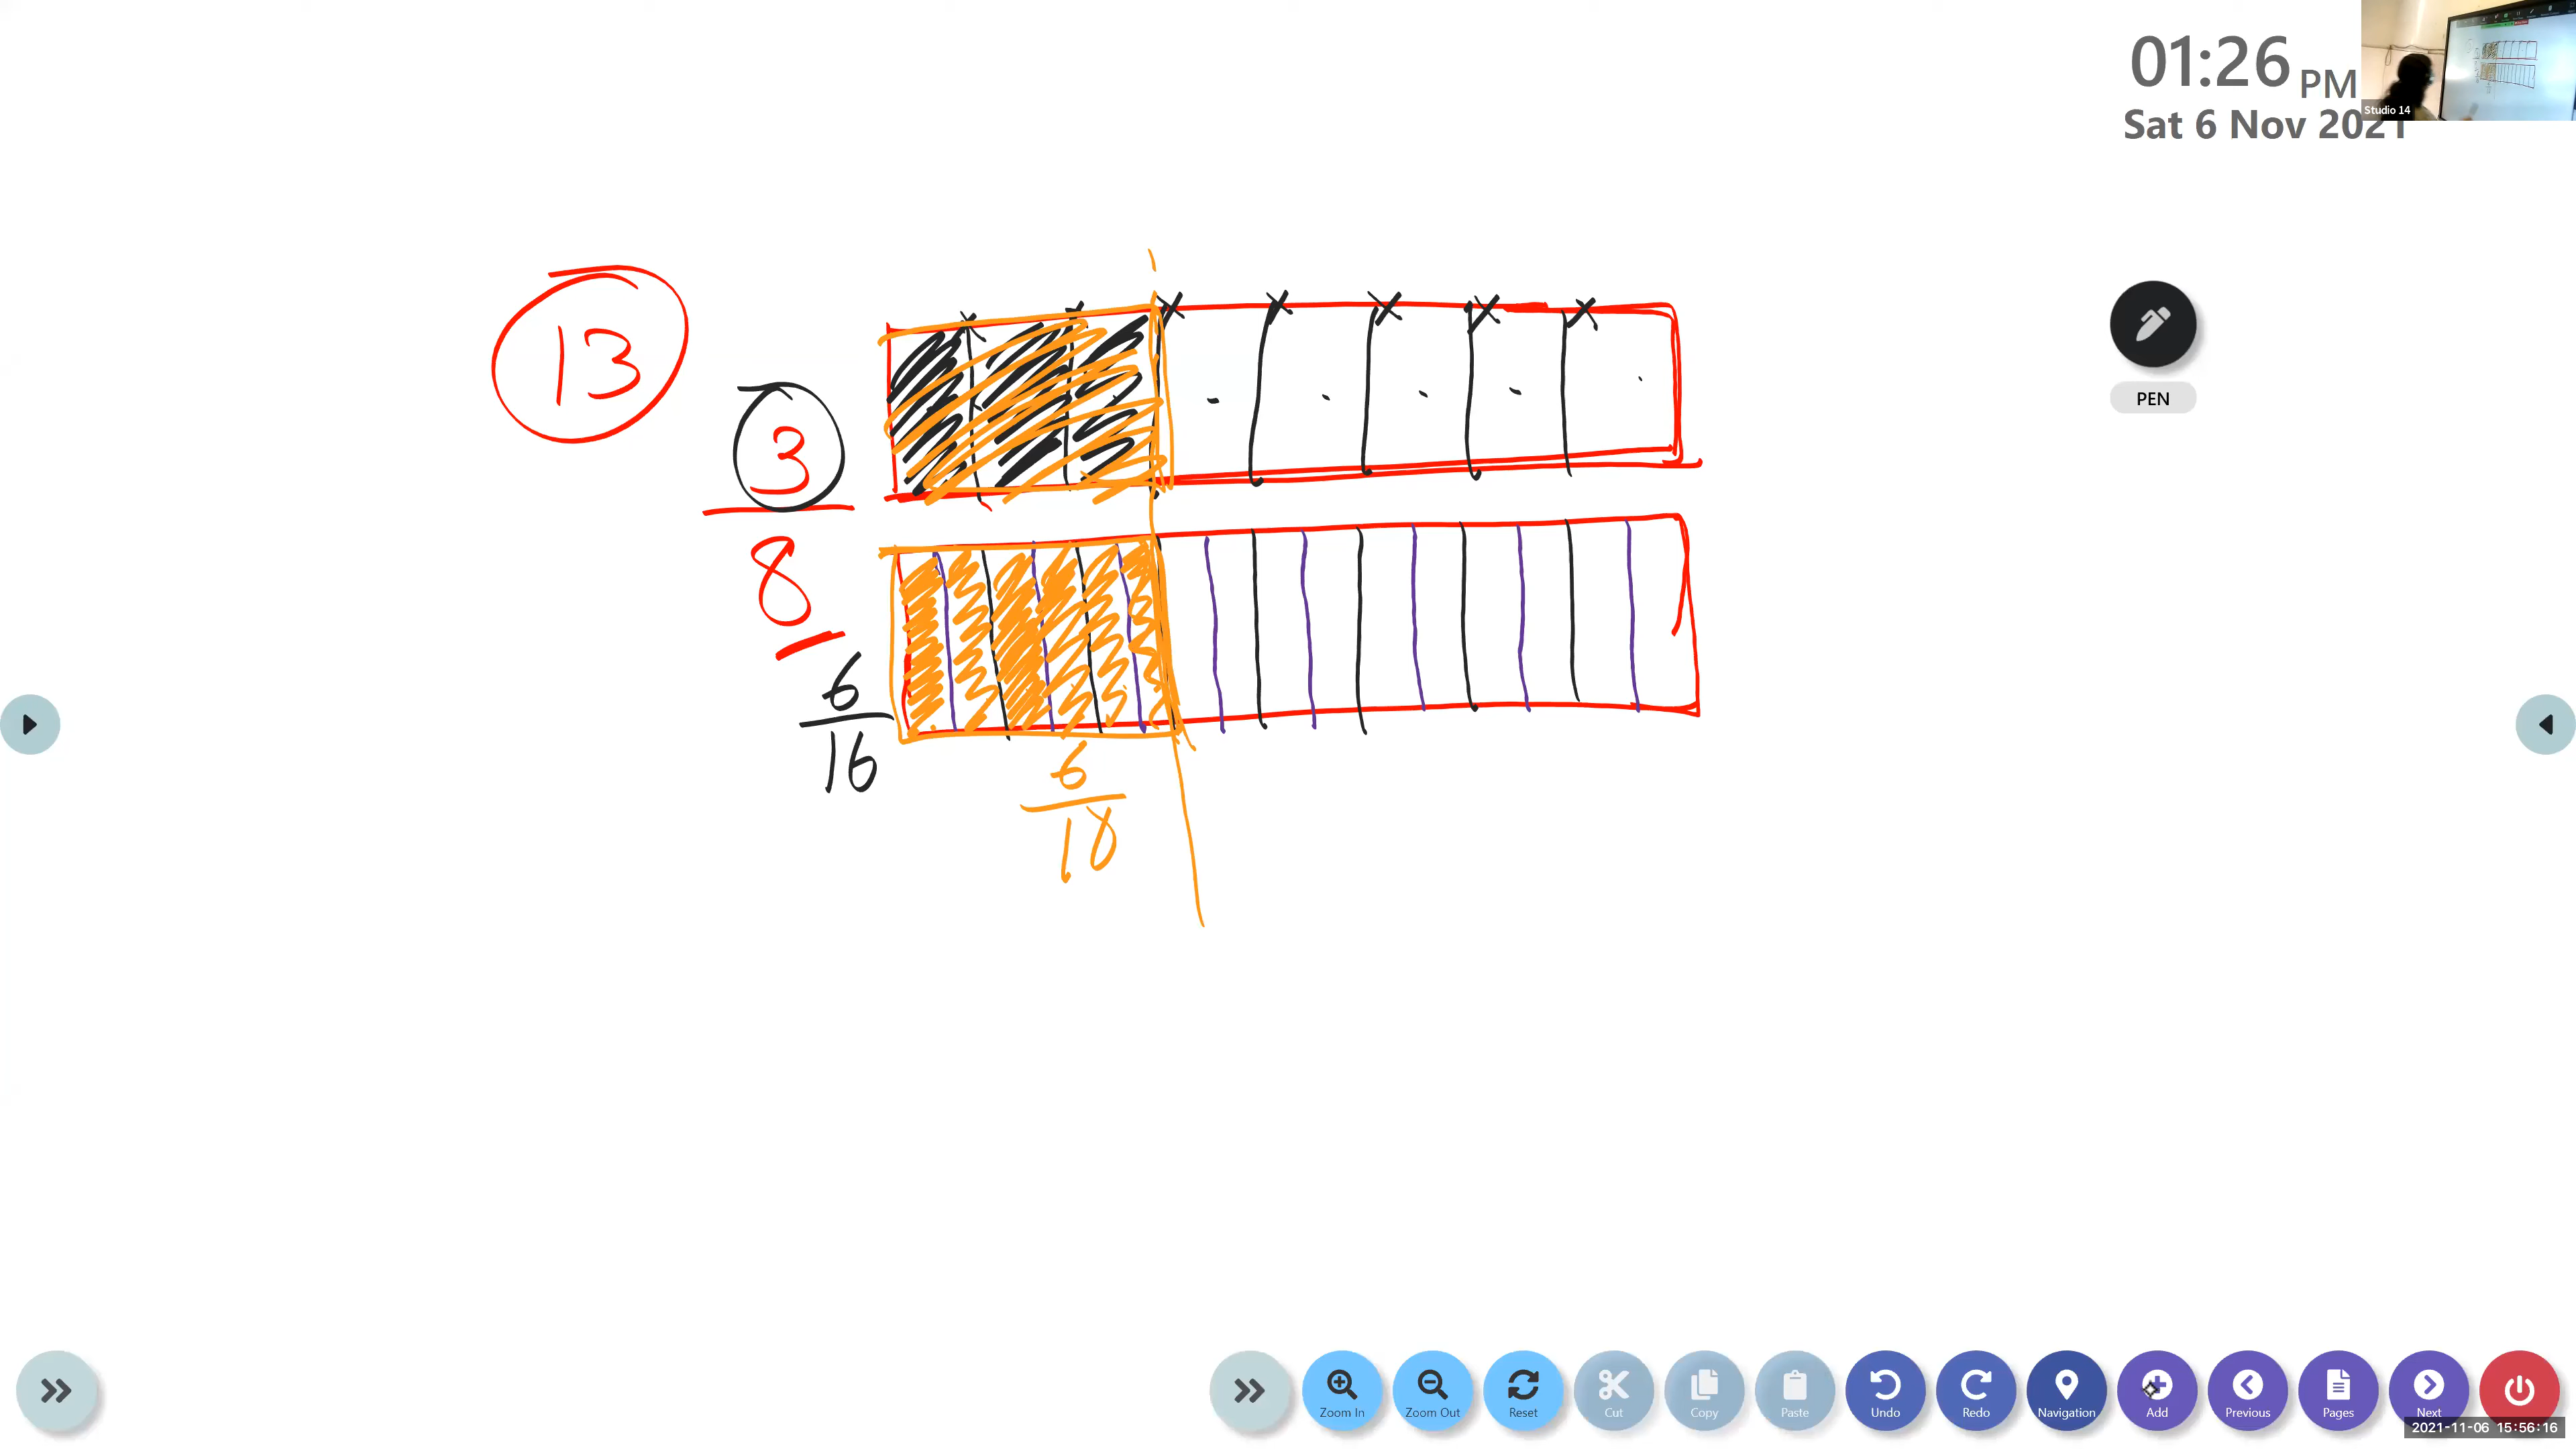 01:26 PM
Sat 6 Nov 2021
Studio 14
13
3
8
6
16
6
18
PEN
Zoom In
Zoom Out
Reset
Cut
Copy
Paste
Undo
Redo
Navigation
Add
Previous
Pages
Next
2021-11-06 15:56:16